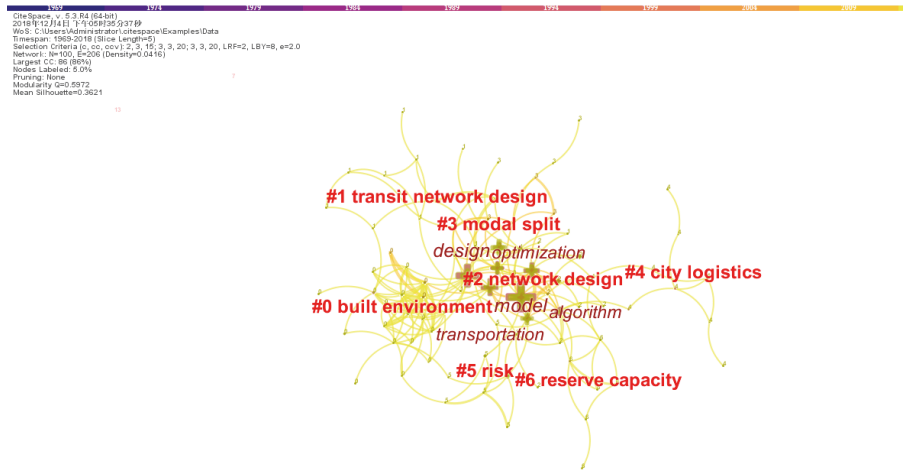 1969 1974 1979 1984 1989 1994 1999 2004 2009
CiteSpace, v. 5.3.R4 (64-bit)
2018年12月4日 下午05时35分37秒
WoS: C:\Users\Administrator\.citespace\Examples\Data
Timespan: 1969-2018 (Slice Length=5)
Selection Criteria (c, cc, ccv): 2, 3, 15; 3, 3, 20; 3, 3, 20, LRF=2, LBY=8, e=2.0
Network: N=100, E=206 (Density=0.0416)
Largest CC: 86 (86%)
Nodes Labeled: 5.0%
Pruning: None
Modularity Q=0.5972
Mean Silhouette=0.3621
#1 transit network design
#3 modal split
design optimization
#2 network design #4 city logistics
#0 built environment model algorithm
transportation
#5 risk #6 reserve capacity